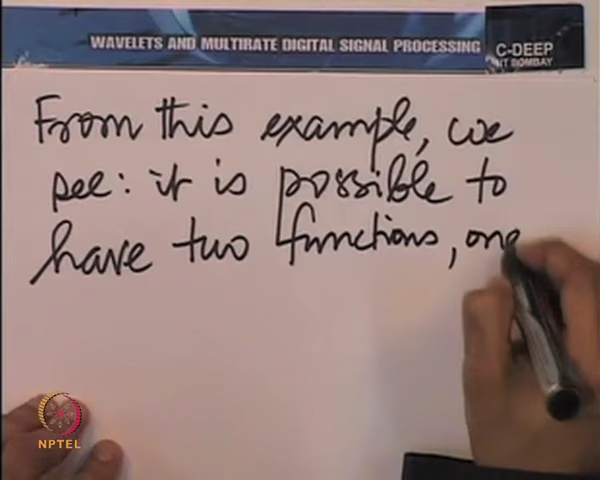 WAVELETS AND MULTIRATE DIGITAL SIGNAL PROCESSING
C-DEEP
IIT BOMBAY
From this example, we
see: it is possible to
have two functions, one
NPTEL